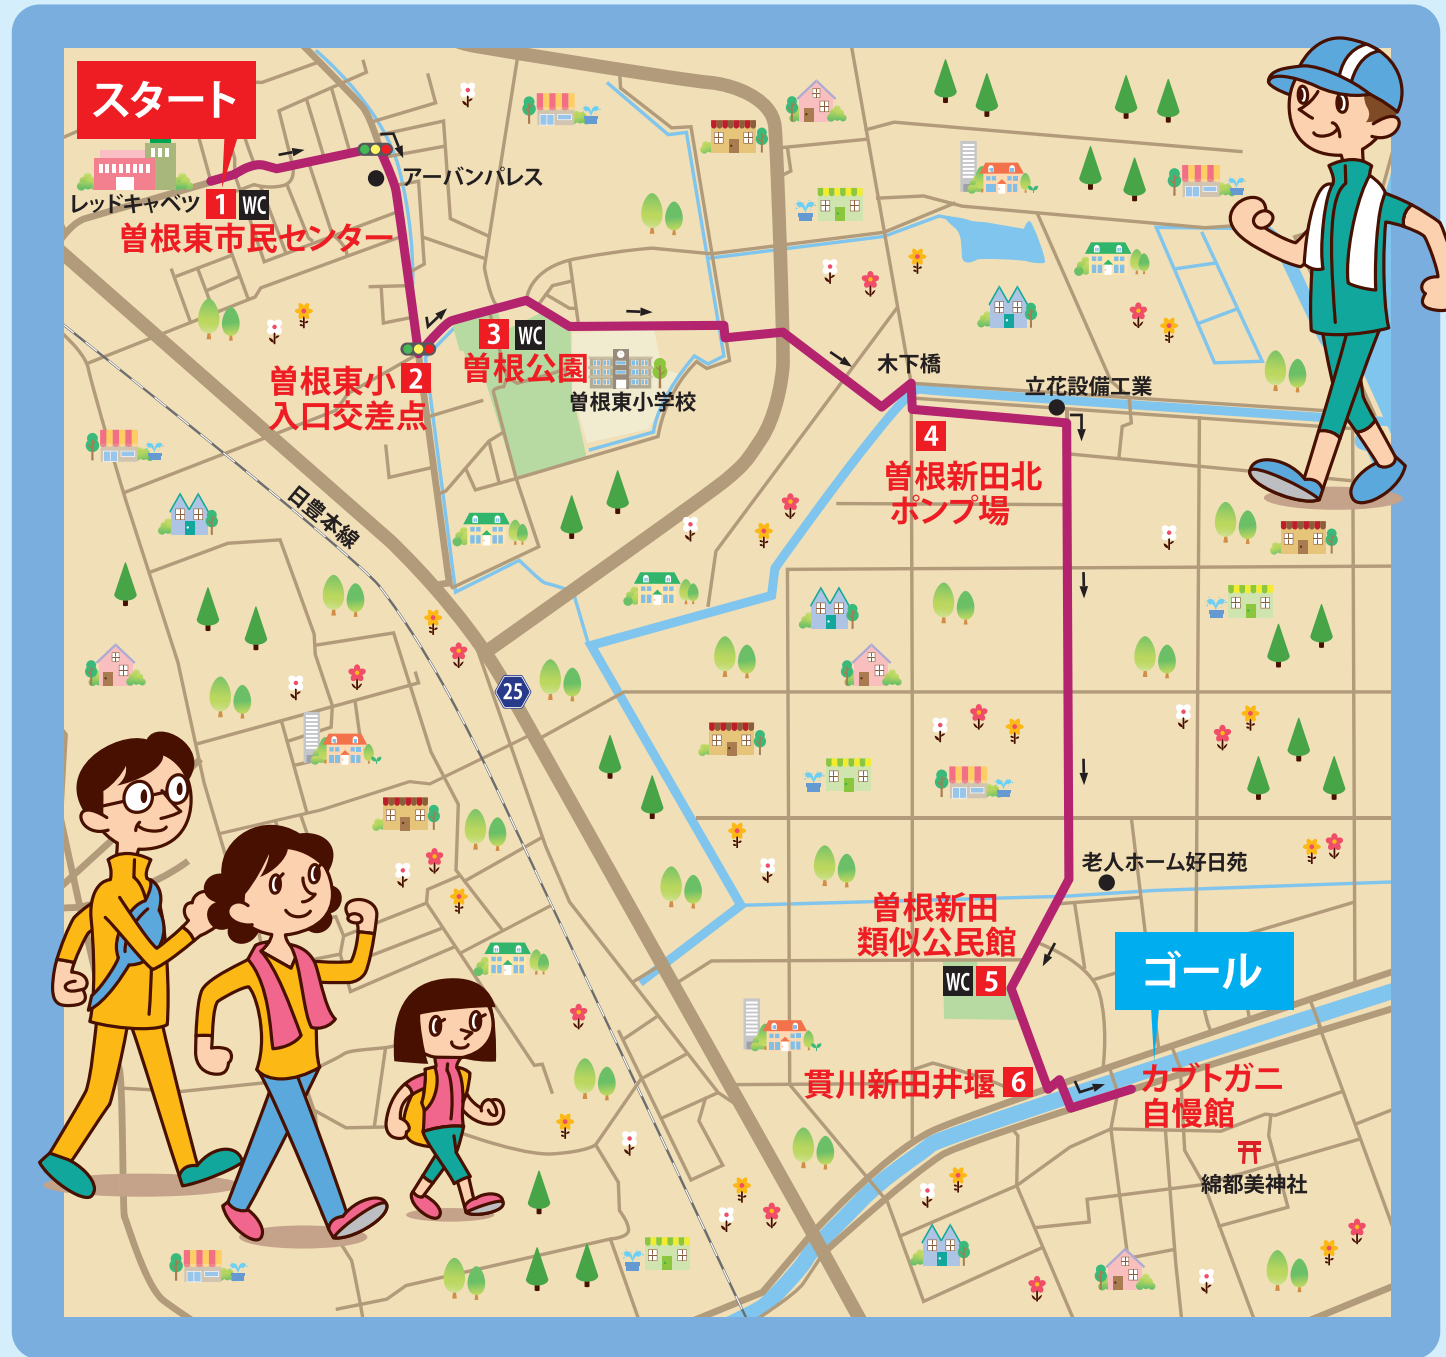 スタート
アーバンパレス
レッドキャベツ
1 WC
曽根東市民センター
3 WC
曽根公園
曽根東小 2
入口交差点
曽根東小学校
木下橋
立花設備工業
4
曽根新田北
ポンプ場
日豊本線
25
老人ホーム好日苑
曽根新田
類似公民館
WC 5
ゴール
貫川新田井堰 6
カブトガニ
自慢館
綿都美神社